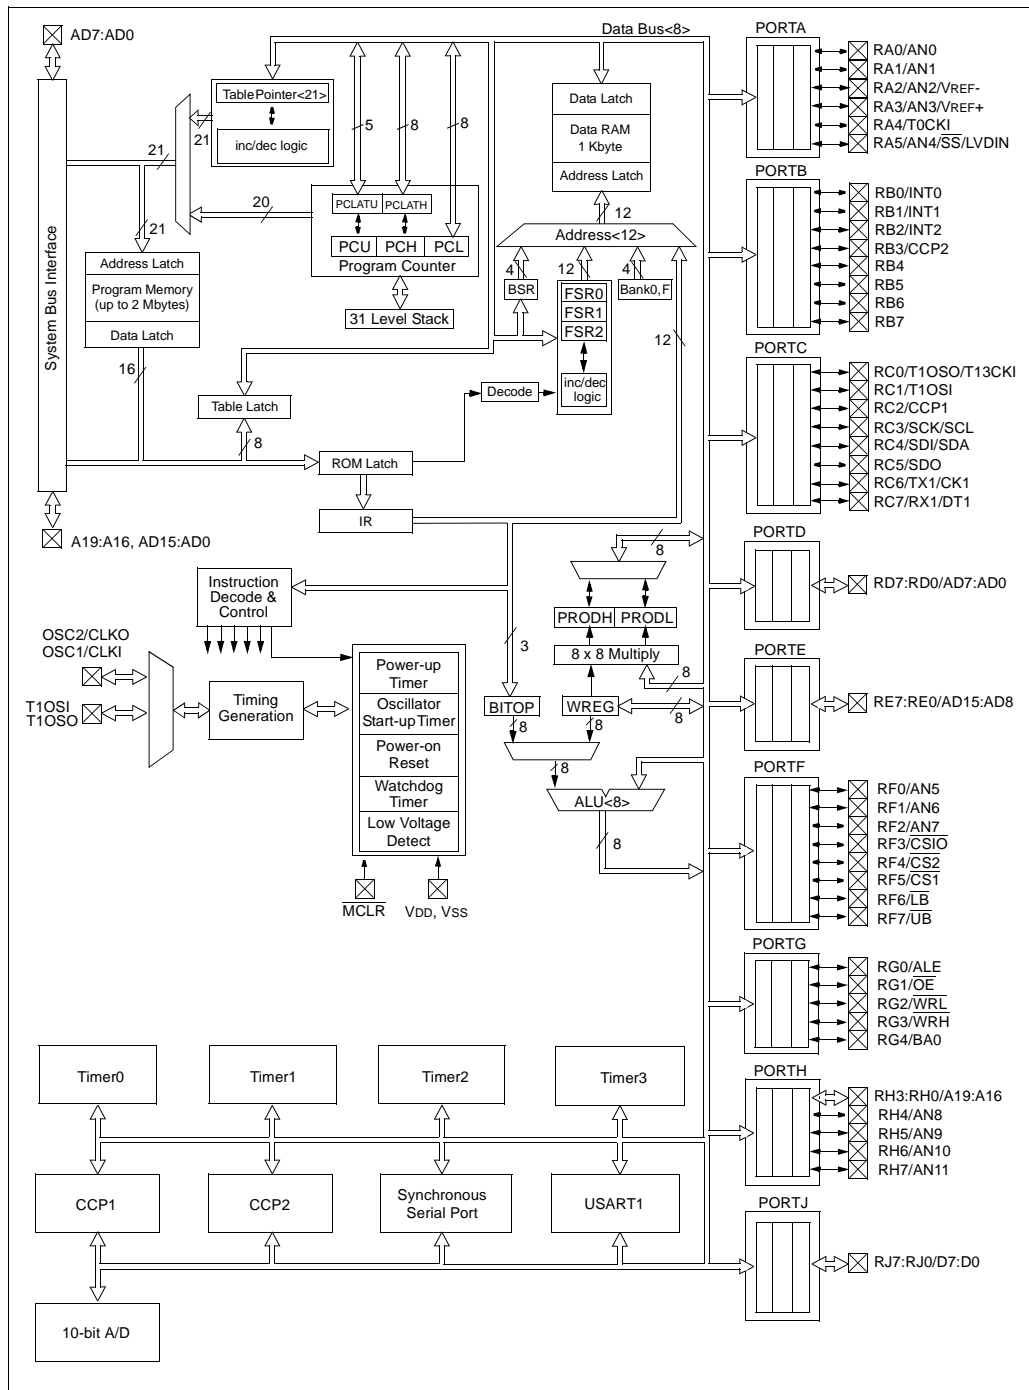 Data Bus<8>
AD7:AD0
Table Pointer<21>
inc/dec logic
21
21
21
20
5
8
8
PCLATU
PCLATH
PCU
PCH
PCL
Program Counter
31 Level Stack
System Bus Interface
Address Latch
Program Memory
(up to 2 Mbytes)
Data Latch
16
Table Latch
8
ROM Latch
IR
A19:A16, AD15:AD0
Data Latch
Data RAM
1 Kbyte
Address Latch
12
Address<12>
4
12
4
BSR
FSR0
FSR1
FSR2
Bank0,F
12
inc/dec
logic
Decode
Instruction
Decode &
Control
OSC2/CLKO
OSC1/CLKI
T1OSI
T1OSO
Timing
Generation
Power-up
Timer
Oscillator
Start-up Timer
Power-on
Reset
Watchdog
Timer
Low Voltage
Detect
MCLR
VDD, VSS
8
PRODH
PRODL
8 x 8 Multiply
3
8
BITOP
WREG
8
8
8
8
ALU<8>
8
PORTA
RA0/AN0
RA1/AN1
RA2/AN2/VREF-
RA3/AN3/VREF+
RA4/T0CKI
RA5/AN4/SS/LVDIN
PORTB
RB0/INT0
RB1/INT1
RB2/INT2
RB3/CCP2
RB4
RB5
RB6
RB7
PORTC
RC0/T1OSO/T13CKI
RC1/T1OSI
RC2/CCP1
RC3/SCK/SCL
RC4/SDI/SDA
RC5/SDO
RC6/TX1/CK1
RC7/RX1/DT1
PORTD
RD7:RD0/AD7:AD0
PORTE
RE7:RE0/AD15:AD8
PORTF
RF0/AN5
RF1/AN6
RF2/AN7
RF3/CSIO
RF4/CS2
RF5/CS1
RF6/LB
RF7/UB
PORTG
RG0/ALE
RG1/OE
RG2/WRL
RG3/WRH
RG4/BA0
PORTH
RH3:RH0/A19:A16
RH4/AN8
RH5/AN9
RH6/AN10
RH7/AN11
PORTJ
RJ7:RJ0/D7:D0
Timer0
Timer1
Timer2
Timer3
CCP1
CCP2
Synchronous
Serial Port
USART1
10-bit A/D